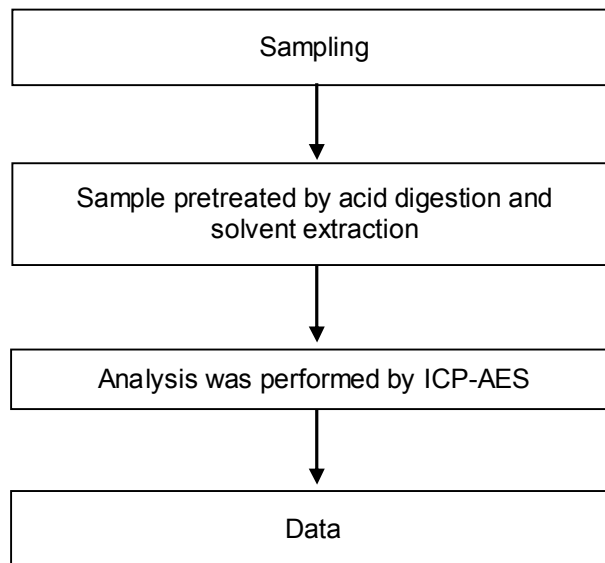 Sampling
Sample pretreated by acid digestion and
solvent extraction
Analysis was performed by ICP-AES
Data